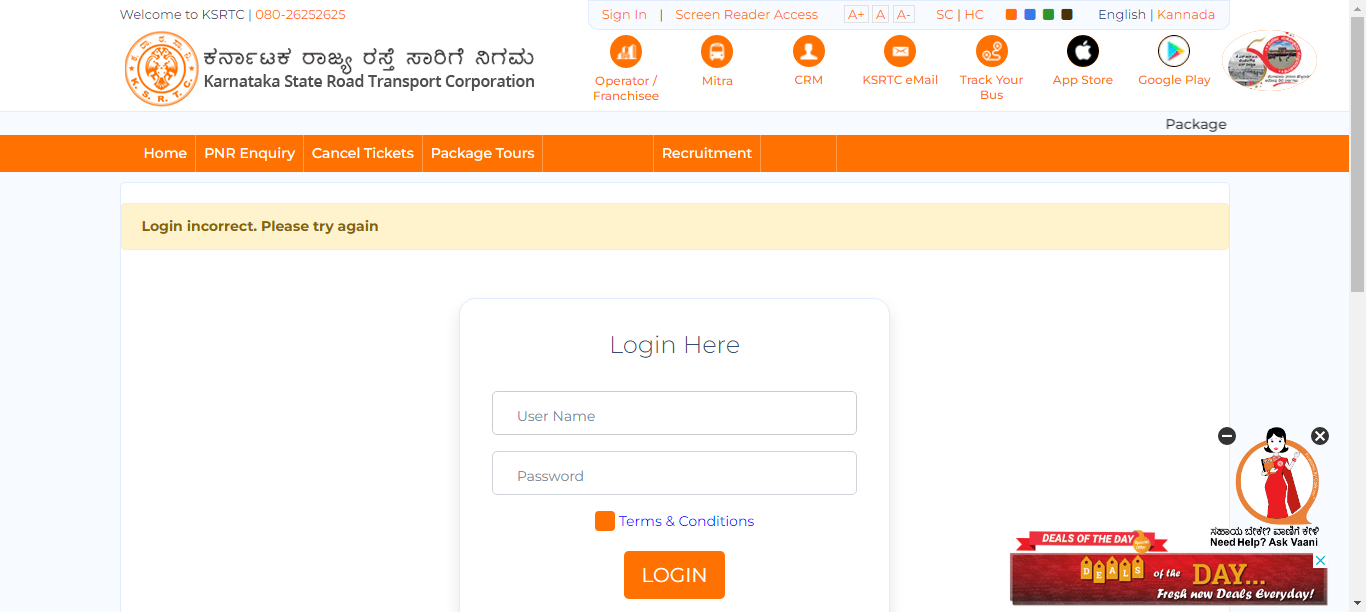 Welcome to KSRTC | 080-26252625
Sign In | Screen Reader Access A+ A A- SC | HC English | Kannada
ಕರ್ನಾಟಕ ರಾಜ್ಯ ರಸ್ತೆ ಸಾರಿಗೆ ನಿಗಮ
Karnataka State Road Transport Corporation
Operator /
Franchisee
Mitra
CRM
KSRTC eMail
Track Your
Bus
App Store
Google Play
Package
Home PNR Enquiry Cancel Tickets Package Tours Recruitment
Login incorrect. Please try again
Login Here
User Name
Password
Terms & Conditions
LOGIN
ಸಹಾಯ ಬೇಕೇ? ವಾಣಿಗೆ ಕೇಳಿ
Need Help? Ask Vaani
DEALS OF THE DAY
DEALS of the DAY...
Fresh new Deals Everyday!